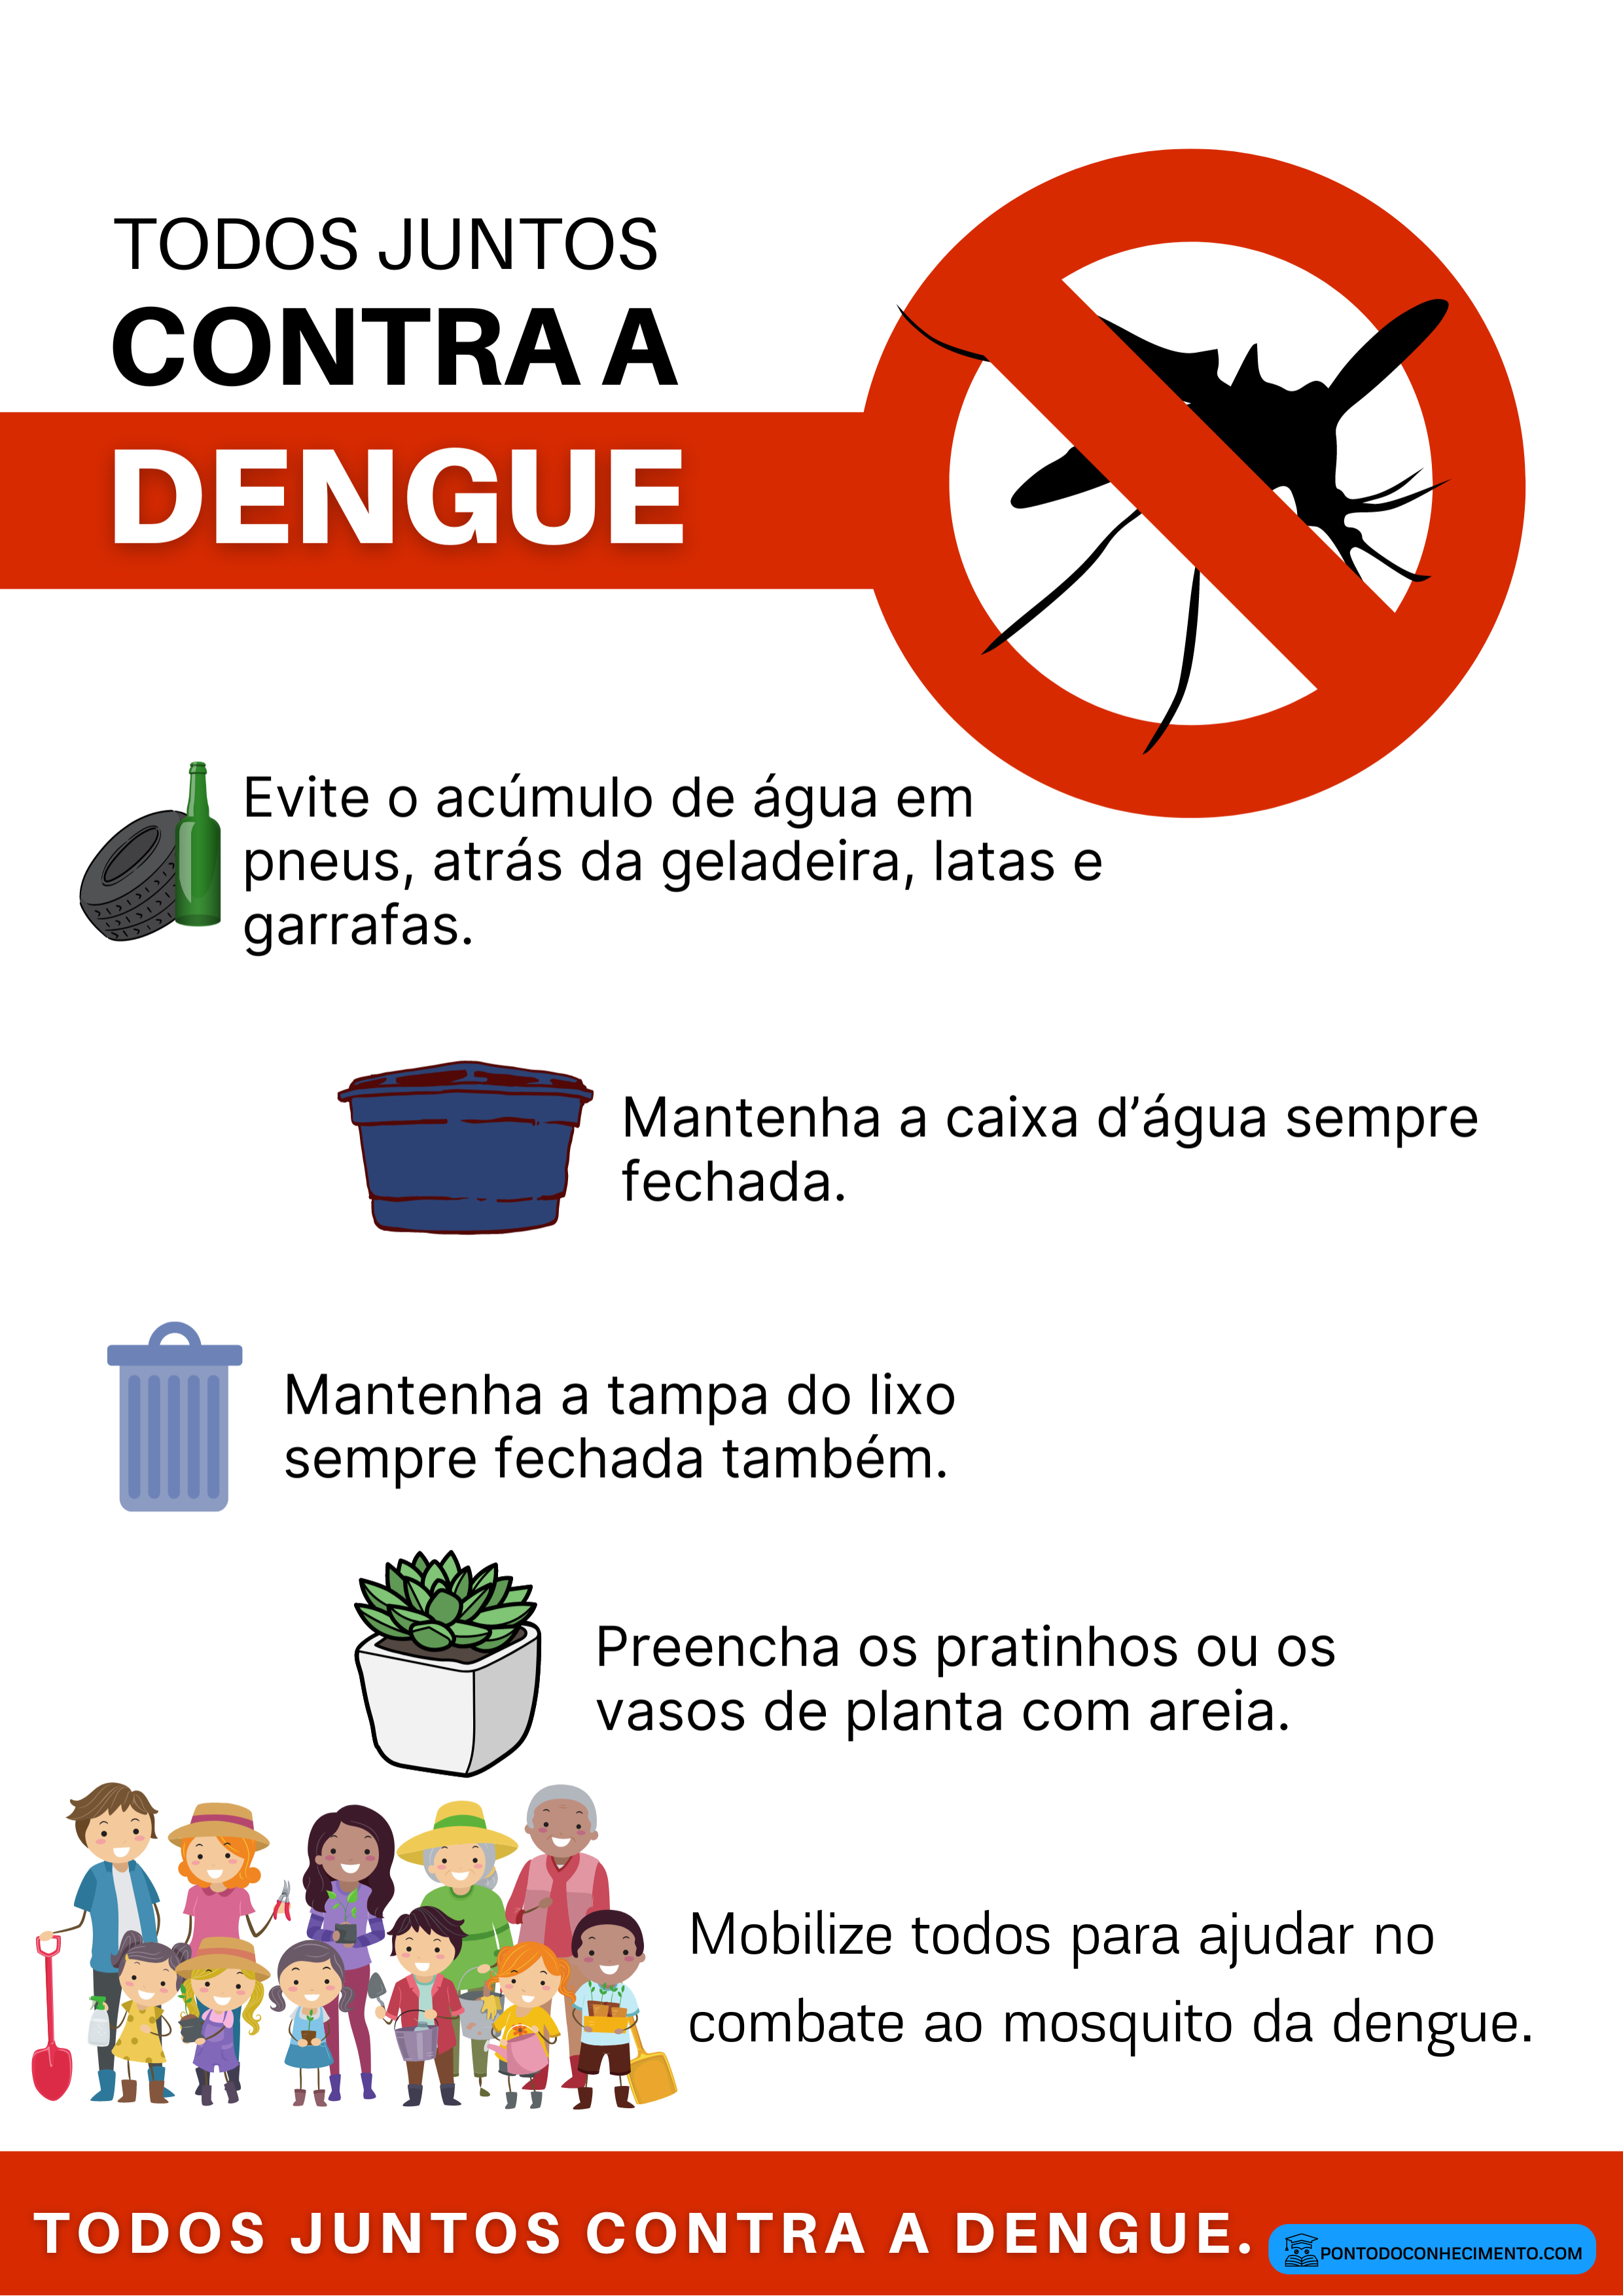 TODOS JUNTOS
CONTRA A
DENGUE
Evite o acúmulo de água em
pneus, atrás da geladeira, latas e
garrafas.
Mantenha a caixa d’água sempre
fechada.
Mantenha a tampa do lixo
sempre fechada também.
Preencha os pratinhos ou os
vasos de planta com areia.
Mobilize todos para ajudar no
combate ao mosquito da dengue.
TODOS JUNTOS CONTRA A DENGUE.
PONTODOCONHECIMENTO.COM